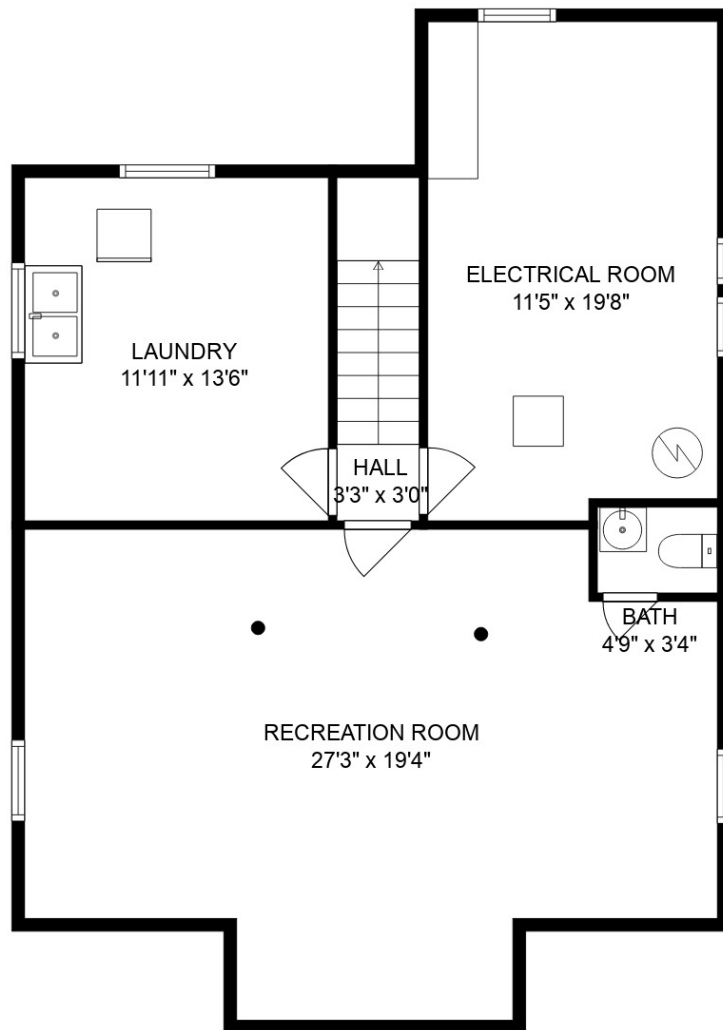 ELECTRICAL ROOM
11'5" x 19'8"
LAUNDRY
11'11" x 13'6"
HALL
3'3" x 3'0"
BATH
4'9" x 3'4"
RECREATION ROOM
27'3" x 19'4"